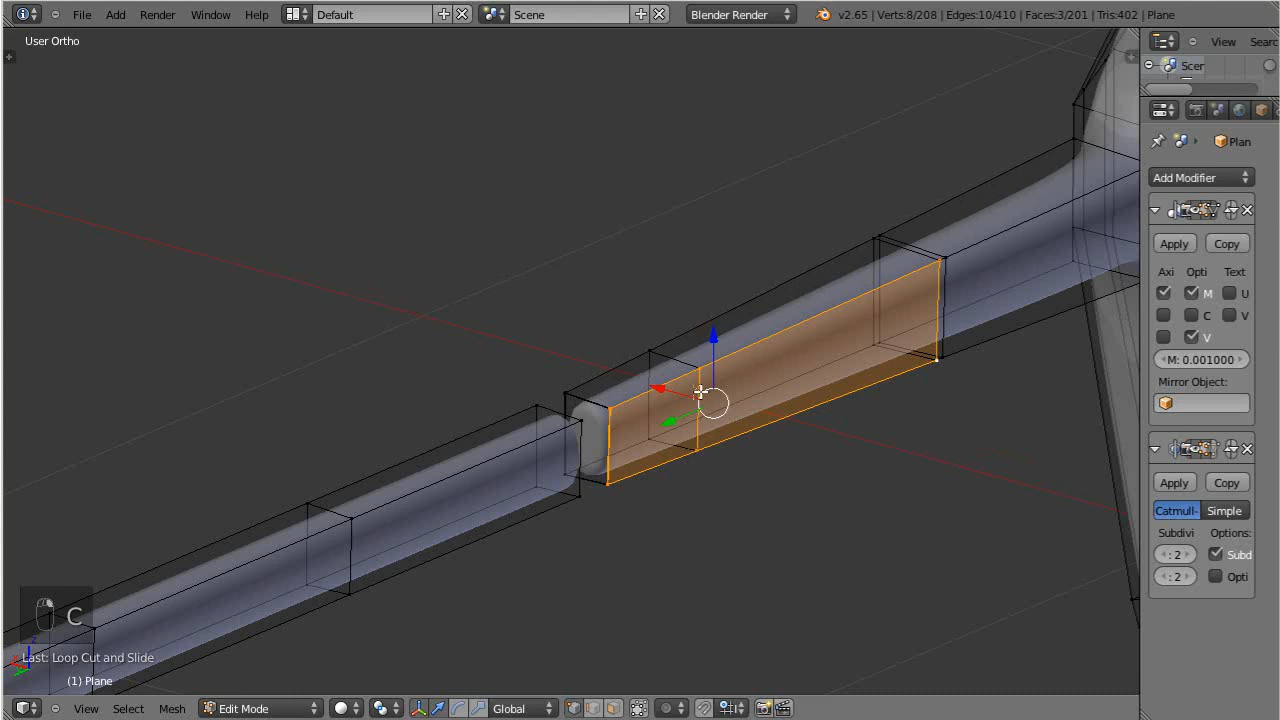 File Add Render Window Help Default Scene Blender Render v2.65 | Verts:8/208 | Edges:10/410 | Faces:3/201 | Tris:402 | Plane
User Ortho
View Searc
Scer
Plan
Add Modifier
Apply Copy
Axi Opti Text
M U
C V
V
M: 0.001000
Mirror Object:
Apply Copy
Catmull- Simple
Subdivi Options:
: 2 Subd
: 2 Opti
C
z
Last: Loop Cut and Slide
(1) Plane
View Select Mesh Edit Mode Global